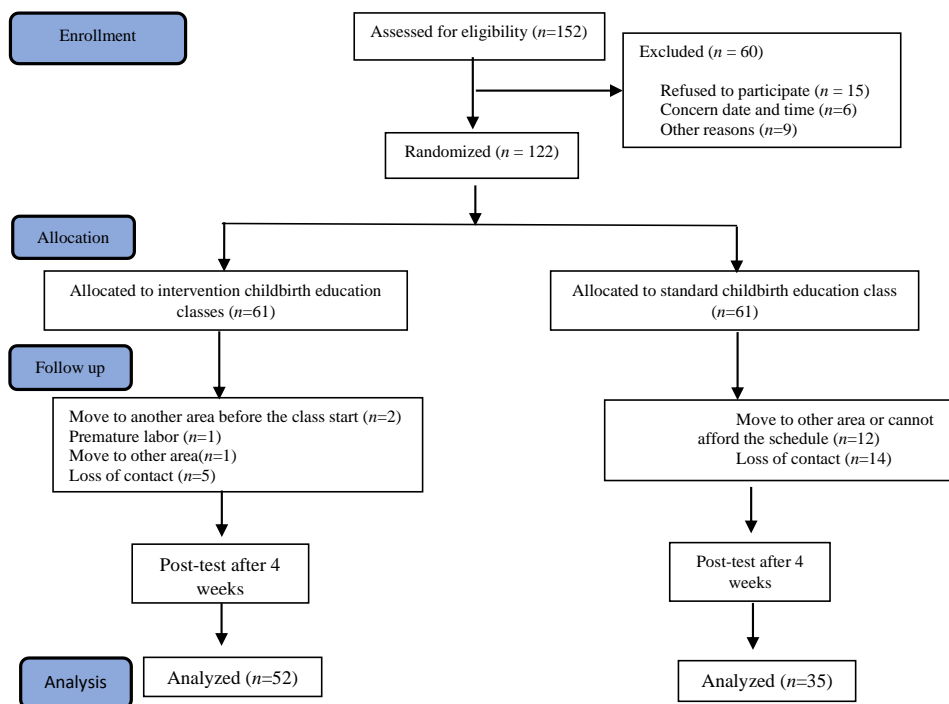 Enrollment
Assessed for eligibility (n=152)
Excluded (n = 60)
Refused to participate (n = 15)
Concern date and time (n=6)
Other reasons (n=9)
Randomized (n = 122)
Allocation
Allocated to intervention childbirth education
classes (n=61)
Allocated to standard childbirth education class
(n=61)
Follow up
Move to another area before the class start (n=2)
Premature labor (n=1)
Move to other area(n=1)
Loss of contact (n=5)
Move to other area or cannot
afford the schedule (n=12)
Loss of contact (n=14)
Post-test after 4
weeks
Post-test after 4
weeks
Analysis
Analyzed (n=52)
Analyzed (n=35)